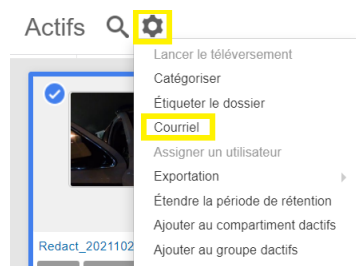 Actifs
Lancer le téléversement
Catégoriser
Étiqueter le dossier
Courriel
Assigner un utilisateur
Exportation
Étendre la période de rétention
Ajouter au compartiment dactifs
Ajouter au groupe dactifs
Redact_20211102